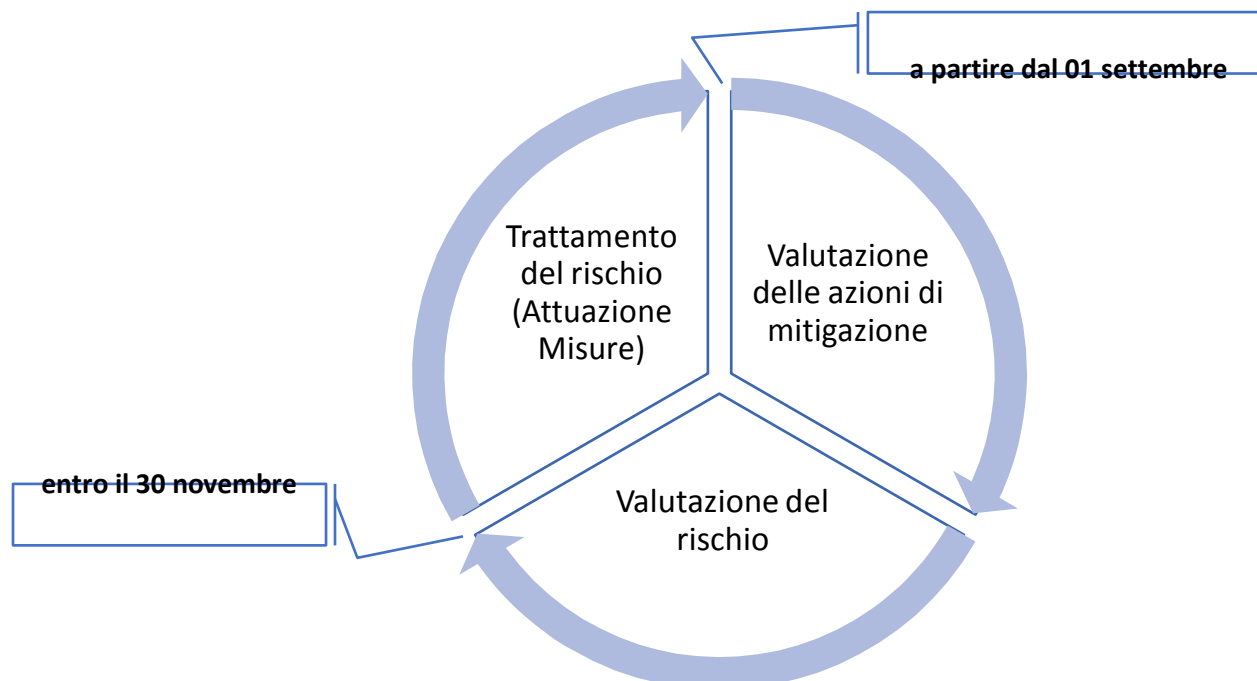 a partire dal 01 settembre
Trattamento
del rischio
(Attuazione
Misure)
Valutazione
delle azioni di
mitigazione
entro il 30 novembre
Valutazione del
rischio